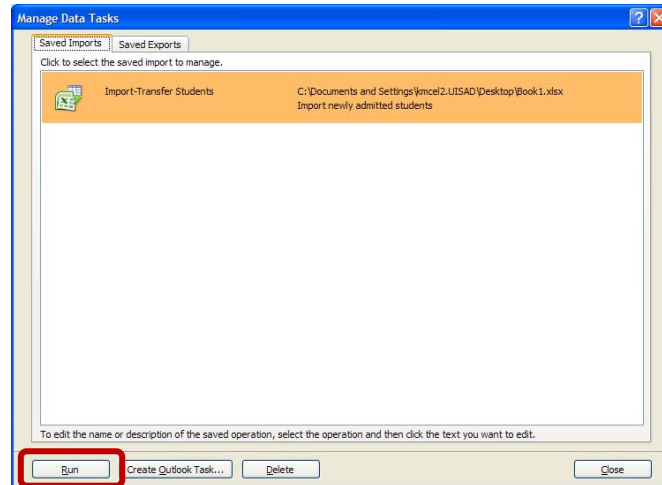 Manage Data Tasks
Saved Imports Saved Exports
Click to select the saved import to manage.
Import-Transfer Students C:\Documents and Settings\kmcel2.UISAD\Desktop\Book1.xlsx
Import newly admitted students
To edit the name or description of the saved operation, select the operation and then click the text you want to edit.
Run Create Outlook Task... Delete Close